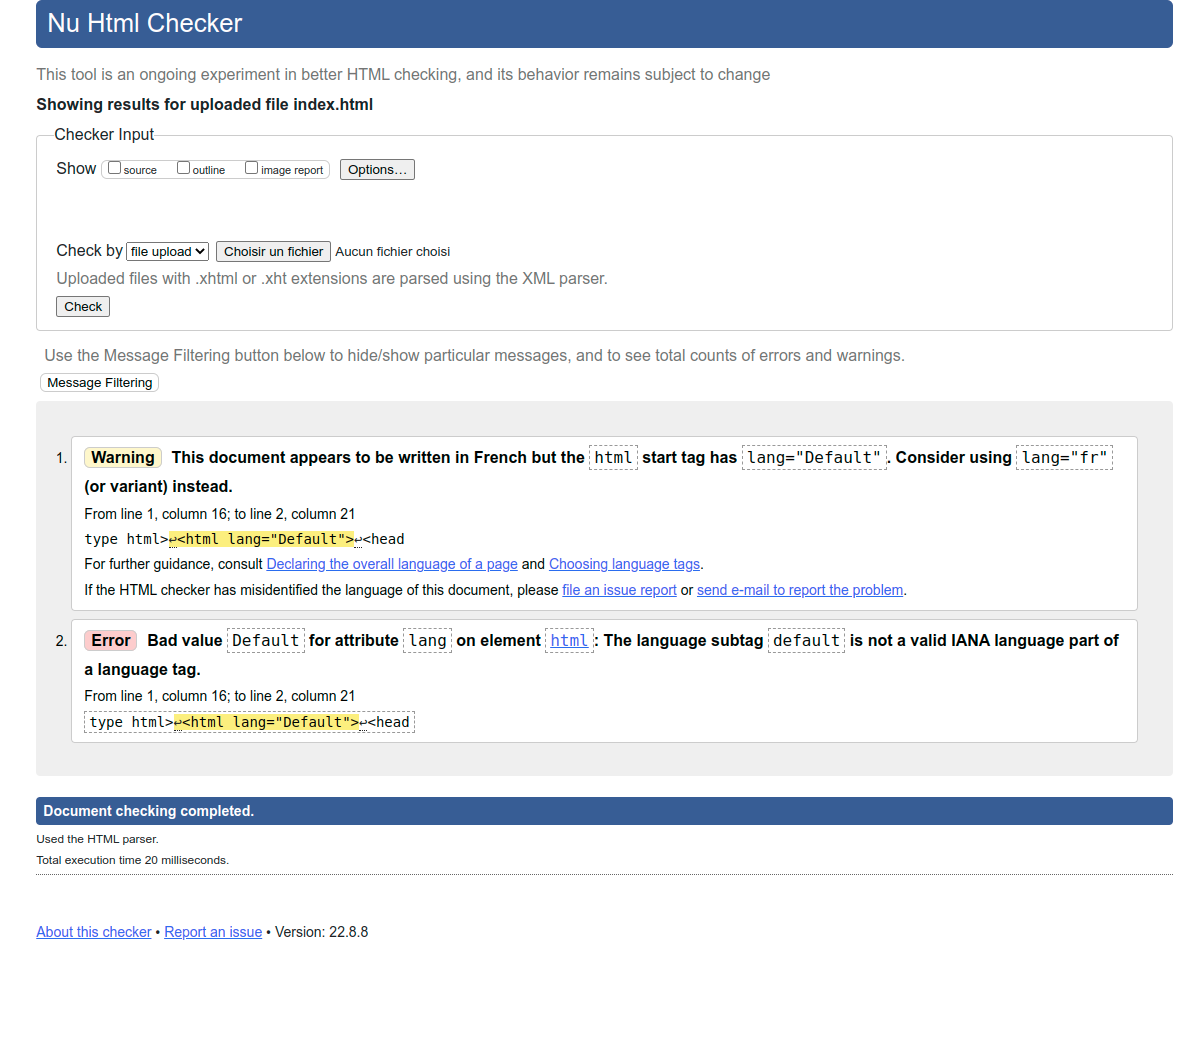 Nu Html Checker
This tool is an ongoing experiment in better HTML checking, and its behavior remains subject to change
Showing results for uploaded file index.html
Checker Input
Show source outline image report Options…
Check by file upload Choisir un fichier Aucun fichier choisi
Uploaded files with .xhtml or .xht extensions are parsed using the XML parser.
Check
Use the Message Filtering button below to hide/show particular messages, and to see total counts of errors and warnings.
Message Filtering
1. Warning This document appears to be written in French but the html start tag has lang="Default". Consider using lang="fr"
(or variant) instead.
From line 1, column 16; to line 2, column 21
type html>↩<html lang="Default">↩<head
For further guidance, consult Declaring the overall language of a page and Choosing language tags.
If the HTML checker has misidentified the language of this document, please file an issue report or send e-mail to report the problem.
2. Error Bad value Default for attribute lang on element html: The language subtag default is not a valid IANA language part of
a language tag.
From line 1, column 16; to line 2, column 21
type html>↩<html lang="Default">↩<head
Document checking completed.
Used the HTML parser.
Total execution time 20 milliseconds.
About this checker • Report an issue • Version: 22.8.8